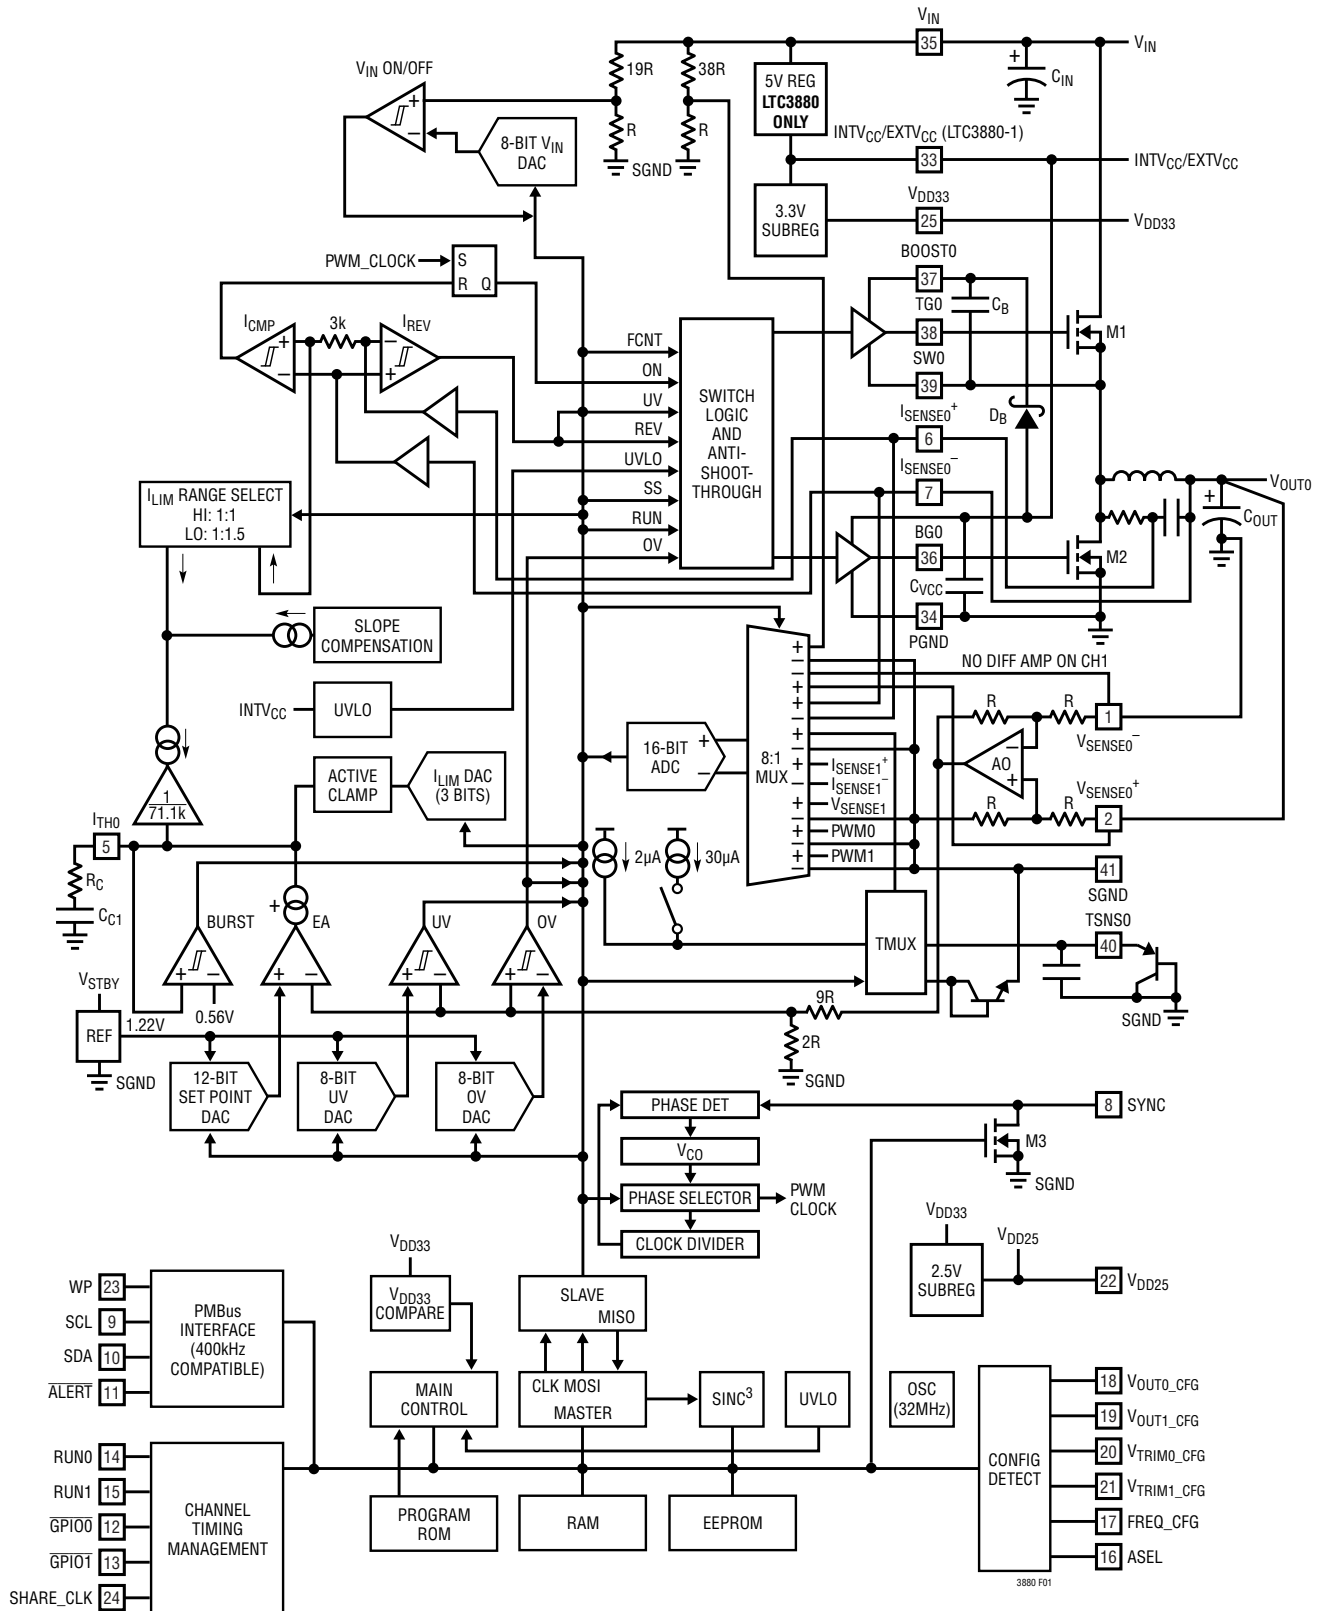 VIN
35
VIN
+
CIN
19R
38R
VIN ON/OFF
+
−
R
R
SGND
8-BIT VIN
DAC
5V REG
LTC3880
ONLY
INTVCC/EXTVCC (LTC3880-1)
33
INTVCC/EXTVCC
VDD33
3.3V
SUBREG
25
VDD33
PWM_CLOCK
S
R Q
BOOST0
37
TG0
CB
38
SW0
39
M1
ICMP
3k
IREV
+
−
−
+
FCNT
ON
UV
REV
UVLO
SS
RUN
OV
SWITCH
LOGIC
AND
ANTI-
SHOOT-
THROUGH
DB
ISENSE0+
6
ISENSE0−
7
BG0
36
CVCC
34
PGND
M2
VOUT0
+
COUT
ILIM RANGE SELECT
HI: 1:1
LO: 1:1.5
SLOPE
COMPENSATION
INTVCC
UVLO
1
71.1k
ACTIVE
CLAMP
ILIM DAC
(3 BITS)
16-BIT
ADC
+
−
8:1
MUX
+
−
−
+
+
−
+
−
+
ISENSE1+
−
ISENSE1−
+
VSENSE1
−
+
PWM0
−
+
PWM1
−
NO DIFF AMP ON CH1
R
R
1
VSENSE0−
−
AO
+
VSENSE0+
R
R
2
41
SGND
ITH0
5
RC
CC1
2µA
30µA
TMUX
TSNS0
40
SGND
BURST
+
−
+
EA
+
−
UV
+
−
OV
+
−
0.56V
VSTBY
REF
1.22V
SGND
9R
2R
SGND
12-BIT
SET POINT
DAC
8-BIT
UV
DAC
8-BIT
OV
DAC
PHASE DET
VCO
PHASE SELECTOR
PWM
CLOCK
CLOCK DIVIDER
8
SYNC
M3
SGND
VDD33
VDD25
2.5V
SUBREG
22
VDD25
WP
23
SCL
9
SDA
10
ALERT
11
PMBus
INTERFACE
(400kHz
COMPATIBLE)
VDD33
VDD33
COMPARE
SLAVE
MISO
MAIN
CONTROL
CLK MOSI
MASTER
SINC3
UVLO
OSC
(32MHz)
CONFIG
DETECT
18
VOUT0_CFG
19
VOUT1_CFG
20
VTRIM0_CFG
21
VTRIM1_CFG
17
FREQ_CFG
16
ASEL
RUN0
14
RUN1
15
GPIO0
12
GPIO1
13
SHARE_CLK
24
CHANNEL
TIMING
MANAGEMENT
PROGRAM
ROM
RAM
EEPROM
3880 F01